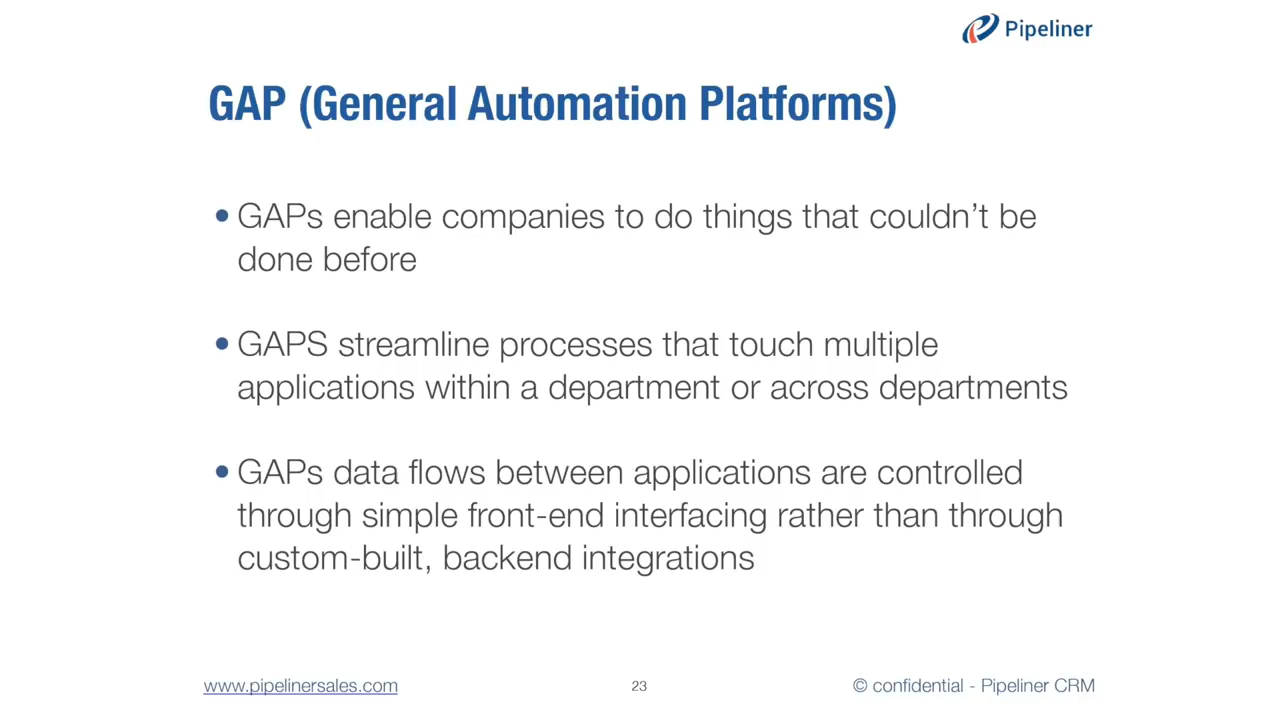 Pipeliner
GAP (General Automation Platforms)
•GAPs enable companies to do things that couldn’t be
done before
•GAPS streamline processes that touch multiple
applications within a department or across departments
•GAPs data flows between applications are controlled
through simple front-end interfacing rather than through
custom-built, backend integrations
www.pipelinersales.com
23
© confidential - Pipeliner CRM